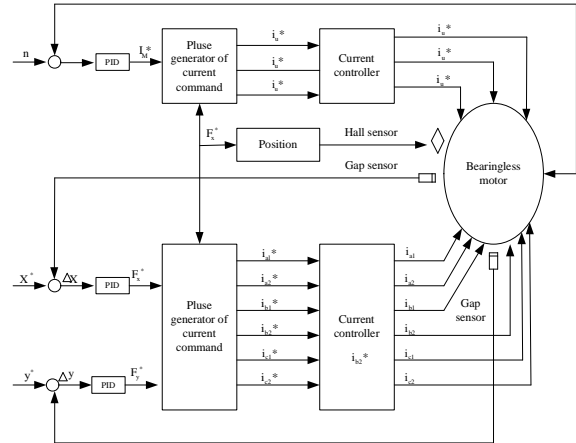 n
PID
I_M*
Pluse
generator of
current
command
i_u*
i_u*
i_u*
Current
controller
i_u*
i_u*
i_u*
F_x*
Position
Hall sensor
Gap sensor
Bearingless
motor
X*
ΔX
PID
F_x*
y*
Δy
PID
F_y*
Pluse
generator of
current
command
i_a1*
i_a2*
i_b1*
i_b2*
i_c1*
i_c2*
Current
controller
i_b2*
i_a1
i_a2
i_b1
i_b2
i_c1
i_c2
Gap
sensor